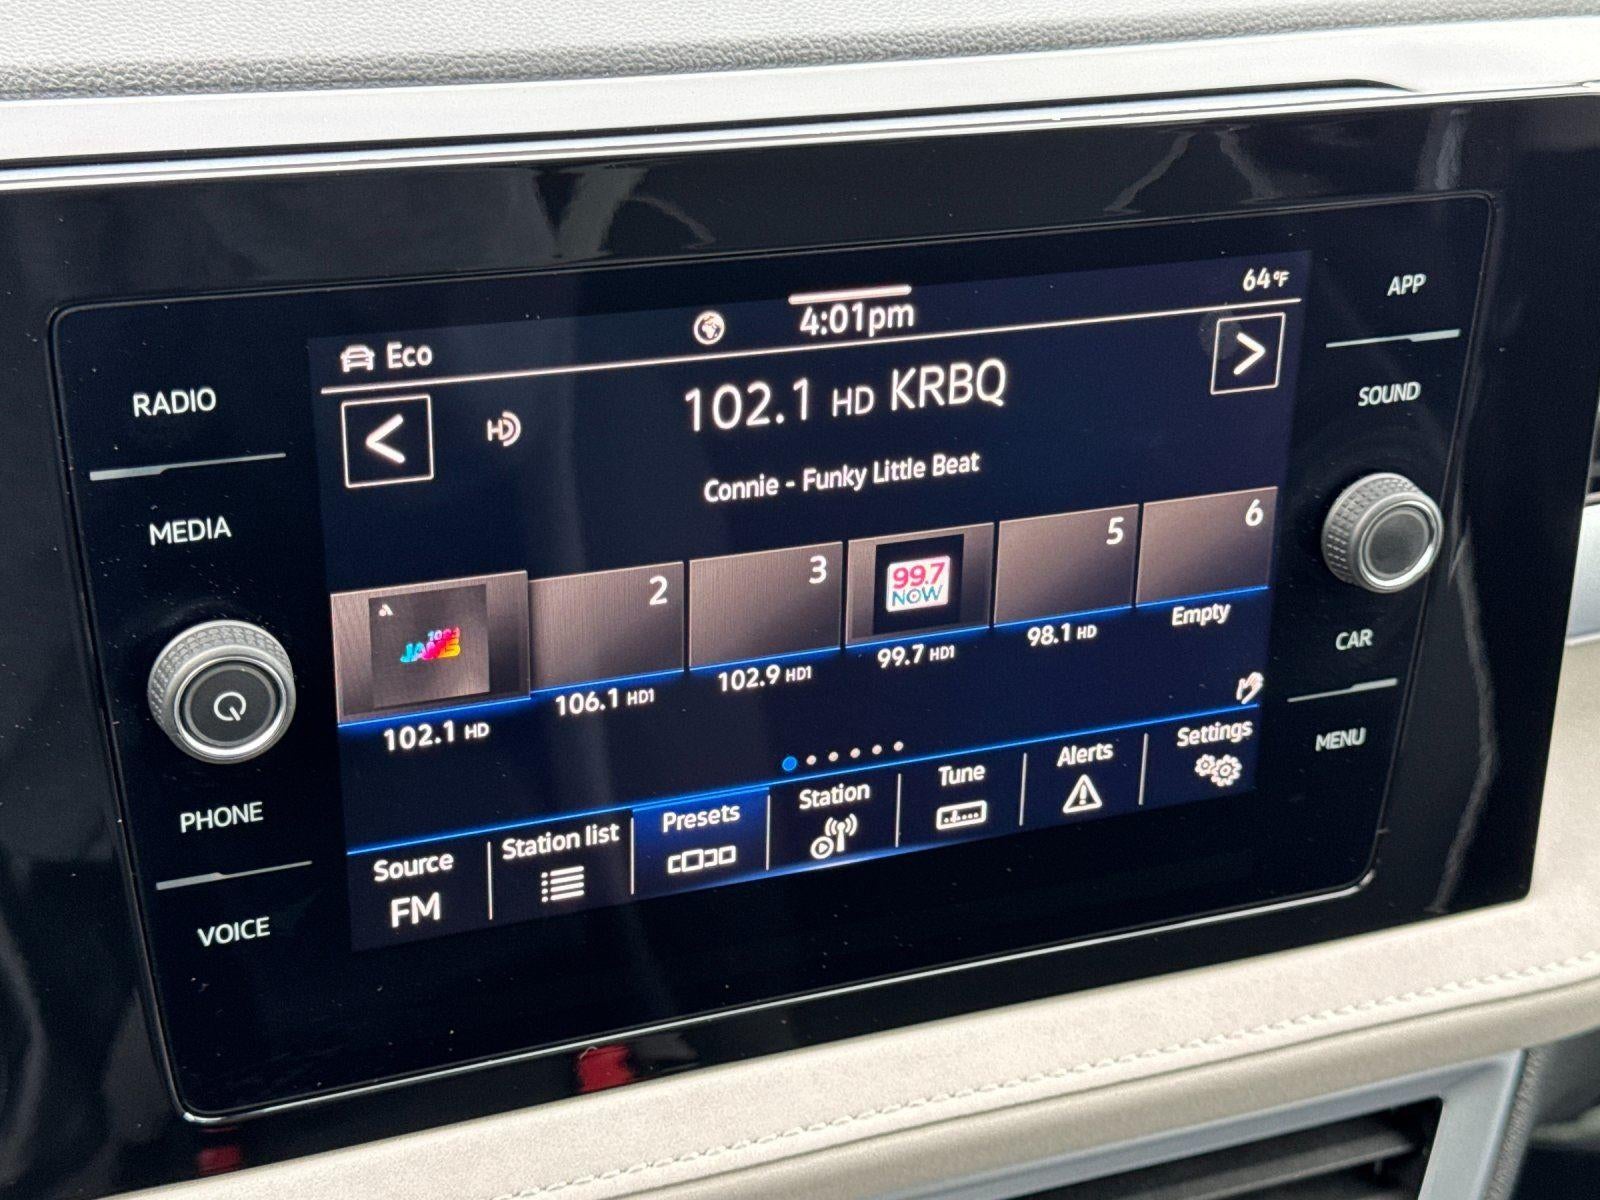 64°F
4:01pm
Eco
APP
RADIO
HD
102.1 HD KRBQ
SOUND
Connie - Funky Little Beat
MEDIA
JAMS
2
3
99.7
NOW
5
6
102.1 HD
106.1 HD1
102.9 HD1
99.7 HD1
98.1 HD
Empty
CAR
MENU
PHONE
Source
FM
Station list
Presets
Station
Tune
Alerts
Settings
VOICE